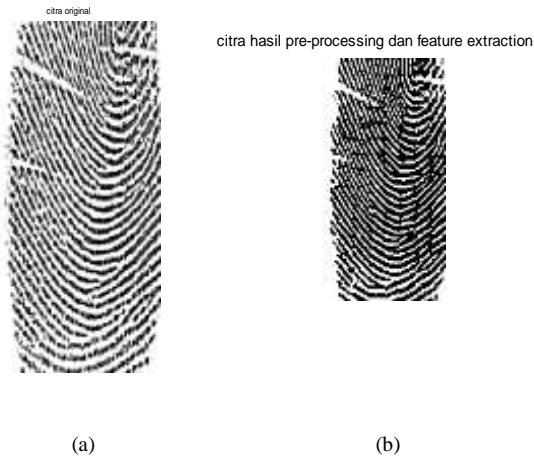 citra original
citra hasil pre-processing dan feature extraction
(a)
(b)